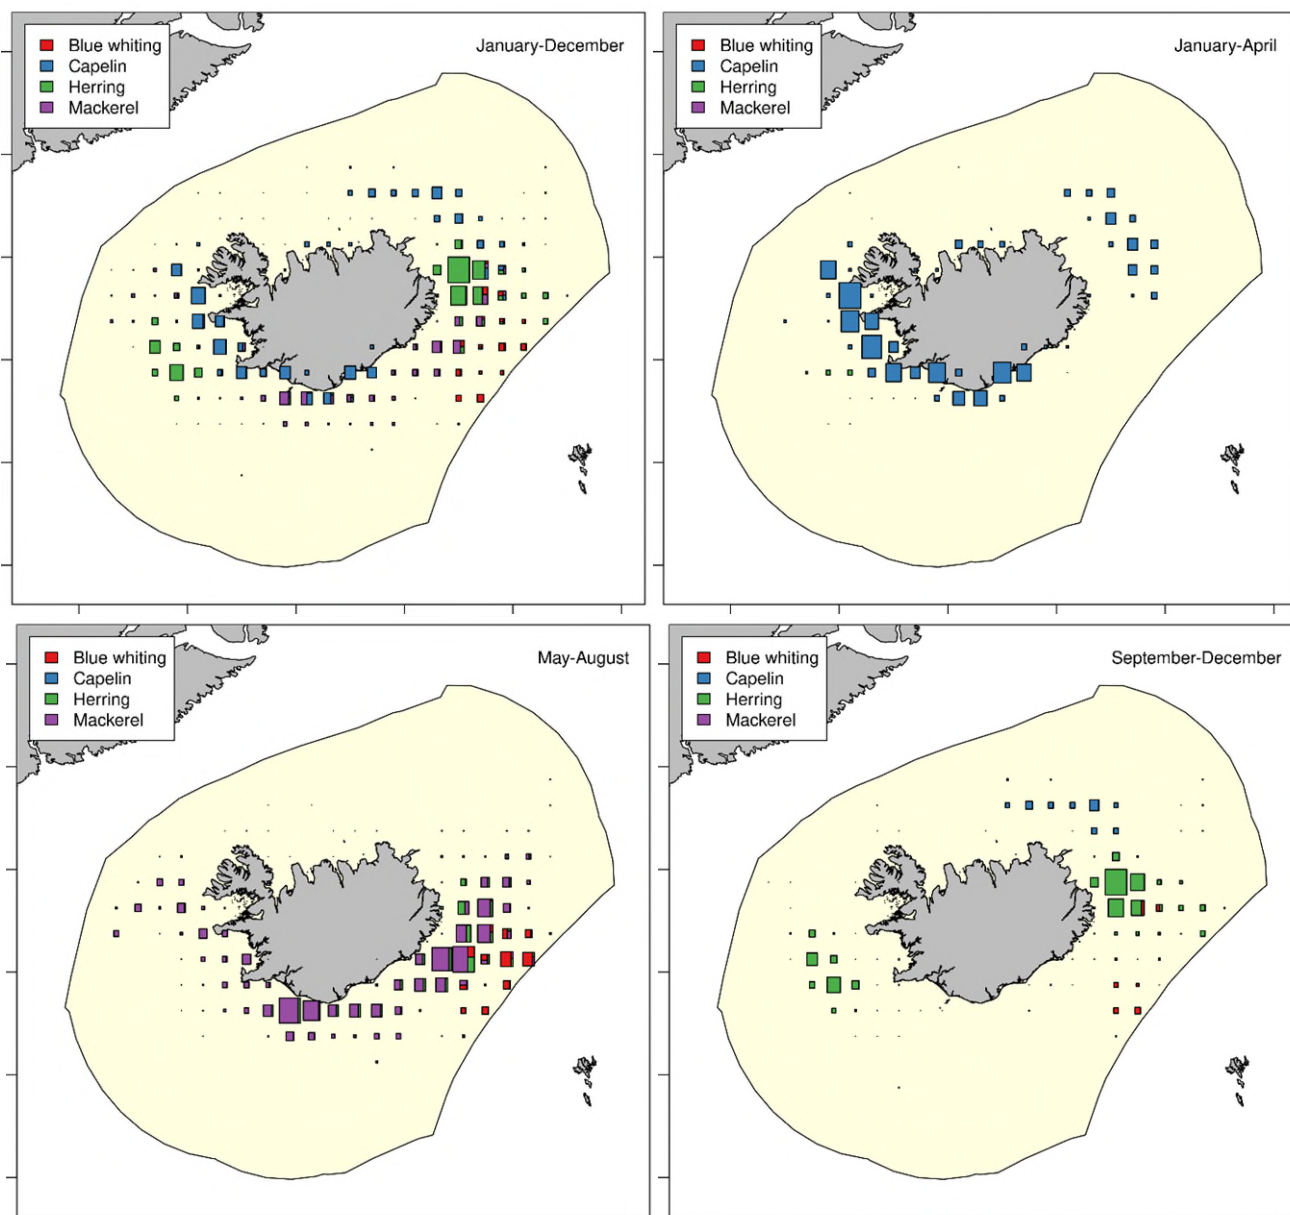 Blue whiting
Capelin
Herring
Mackerel
January-December
Blue whiting
Capelin
Herring
Mackerel
January-April
Blue whiting
Capelin
Herring
Mackerel
May-August
Blue whiting
Capelin
Herring
Mackerel
September-December